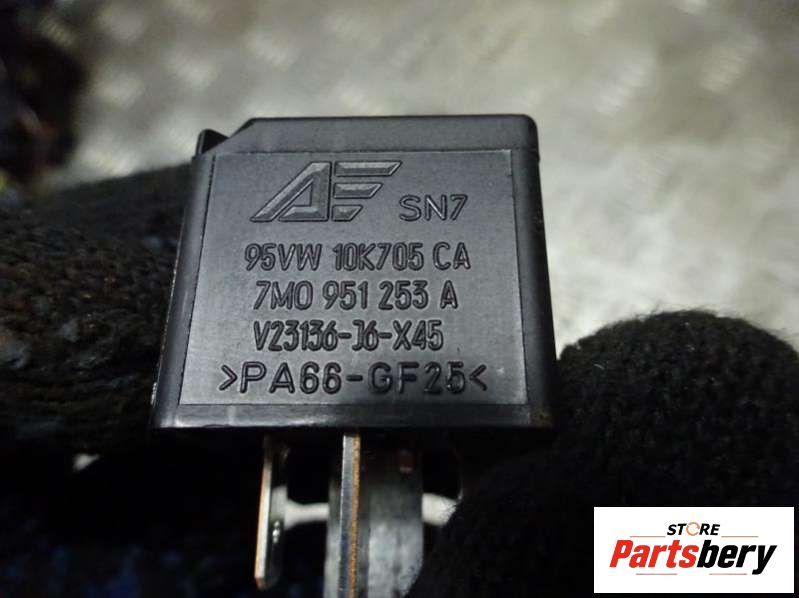 AF SN7
95VW 10K705 CA
7M0 951 253 A
V23136-J6-X45
>PA66-GF25<
STORE
Partsbery